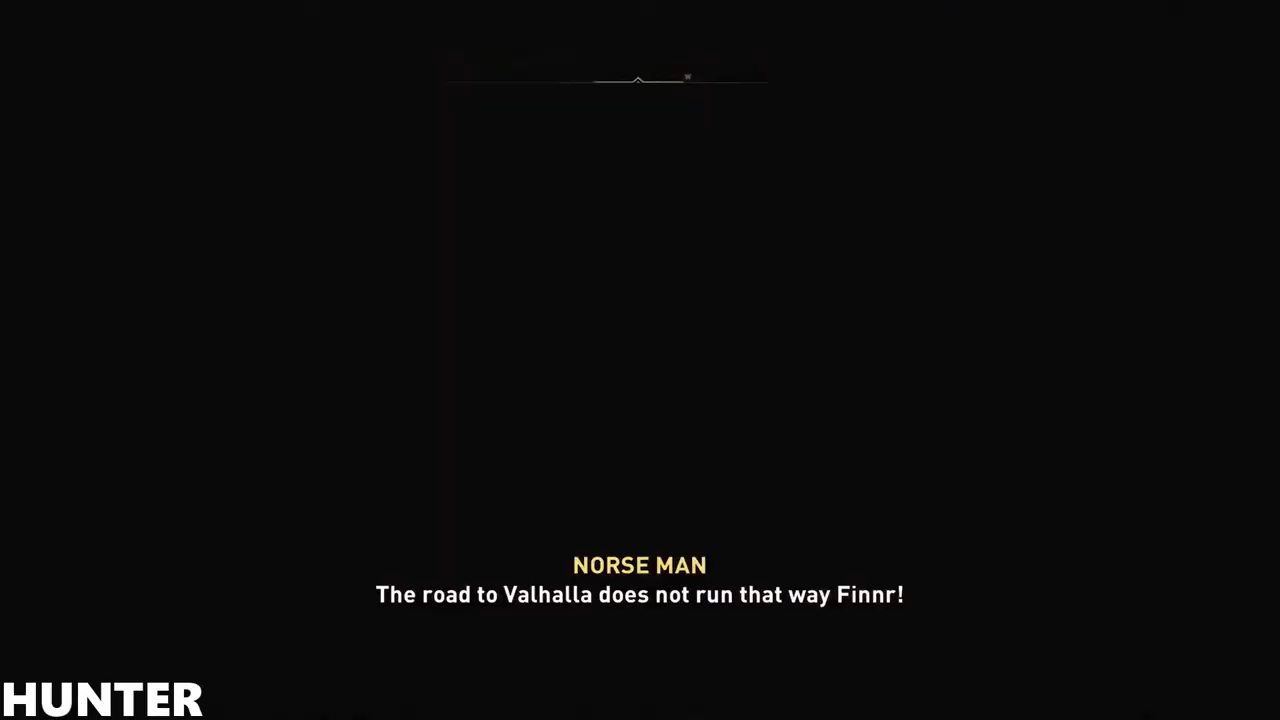 W
NORSE MAN
The road to Valhalla does not run that way Finnr!
HUNTER